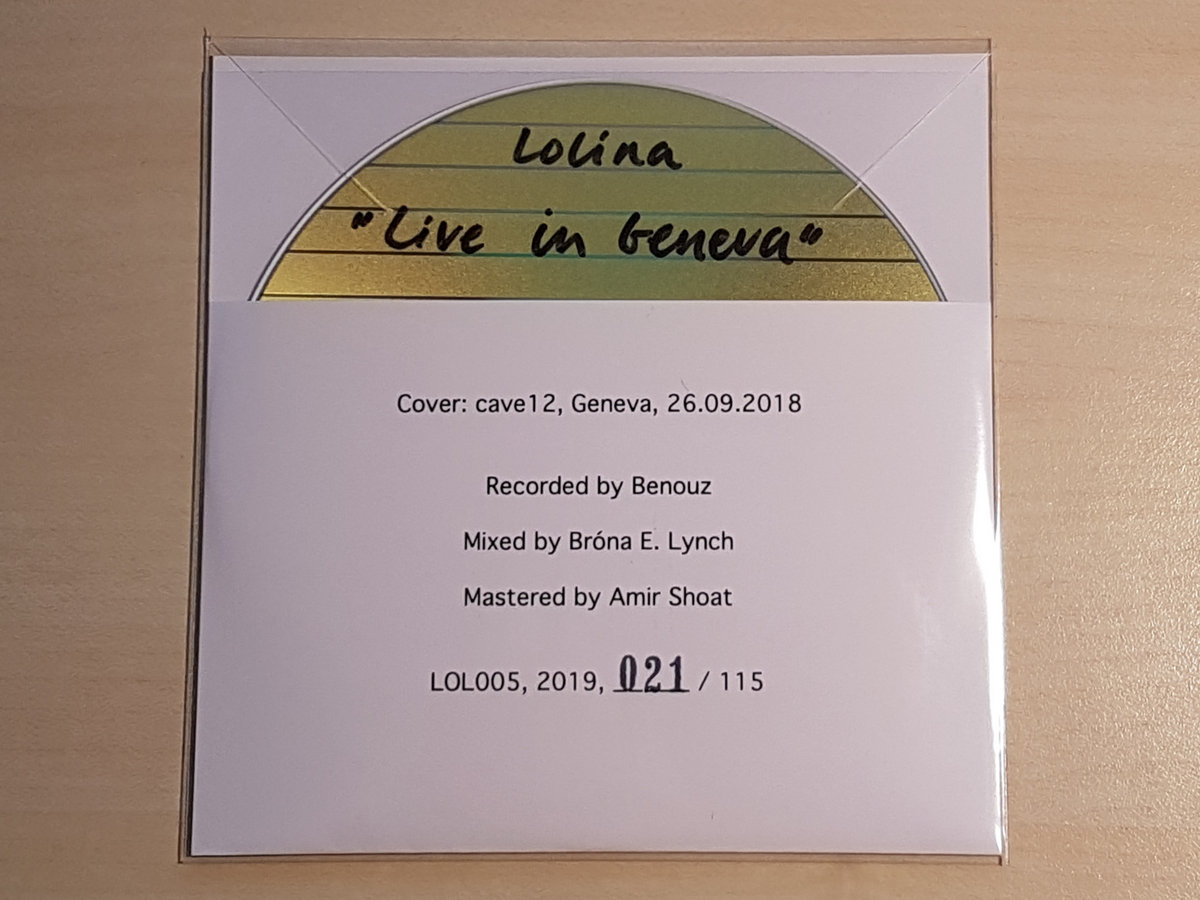 Lolina
"Live in Geneva"
Cover: cave12, Geneva, 26.09.2018
Recorded by Benouz
Mixed by Bróna E. Lynch
Mastered by Amir Shoat
LOL005, 2019, 021 / 115